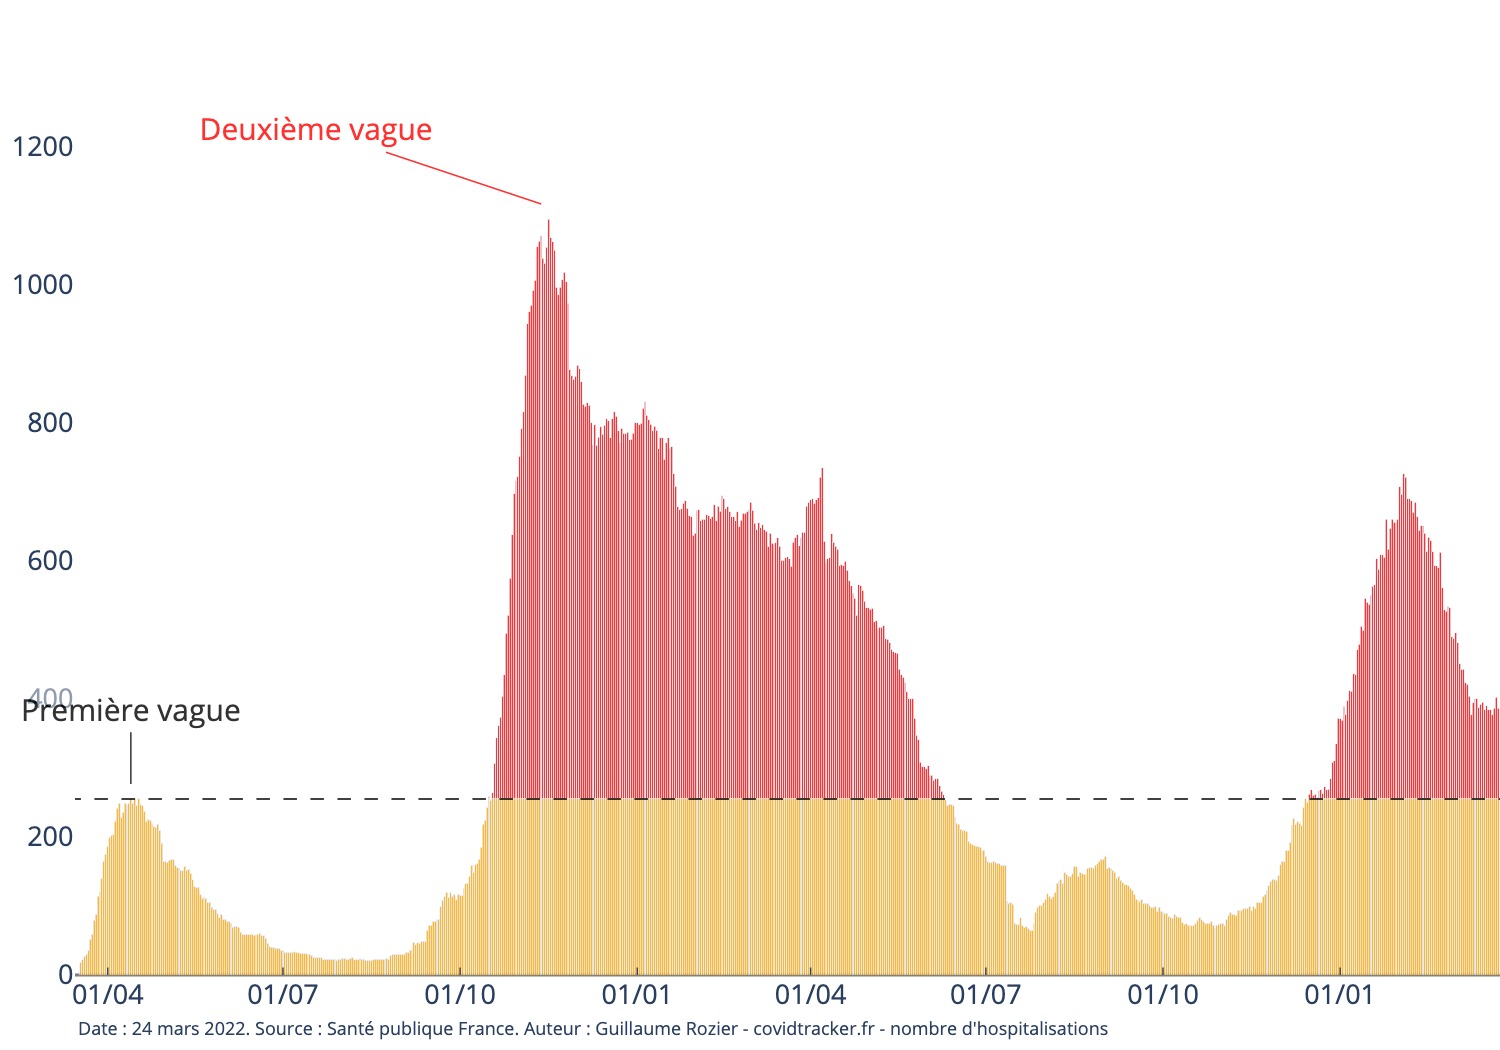 Deuxième vague
1200
1000
800
600
400
Première vague
200
0
01/04 01/07 01/10 01/01 01/04 01/07 01/10 01/01
Date : 24 mars 2022. Source : Santé publique France. Auteur : Guillaume Rozier - covidtracker.fr - nombre d'hospitalisations